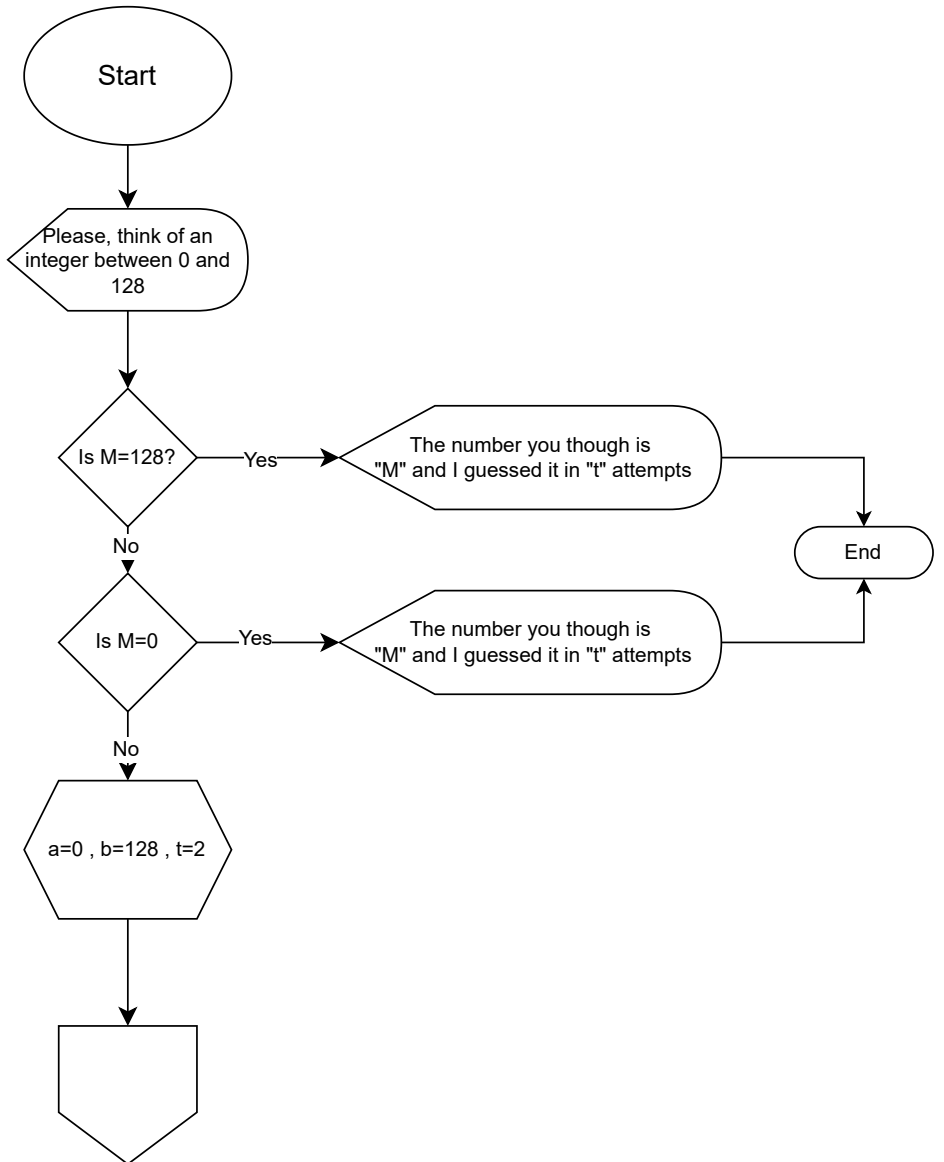 Start
Please, think of an
integer between 0 and
128
Is M=128?
Yes
The number you though is
"M" and I guessed it in "t" attempts
End
No
Is M=0
Yes
The number you though is
"M" and I guessed it in "t" attempts
No
a=0 , b=128 , t=2